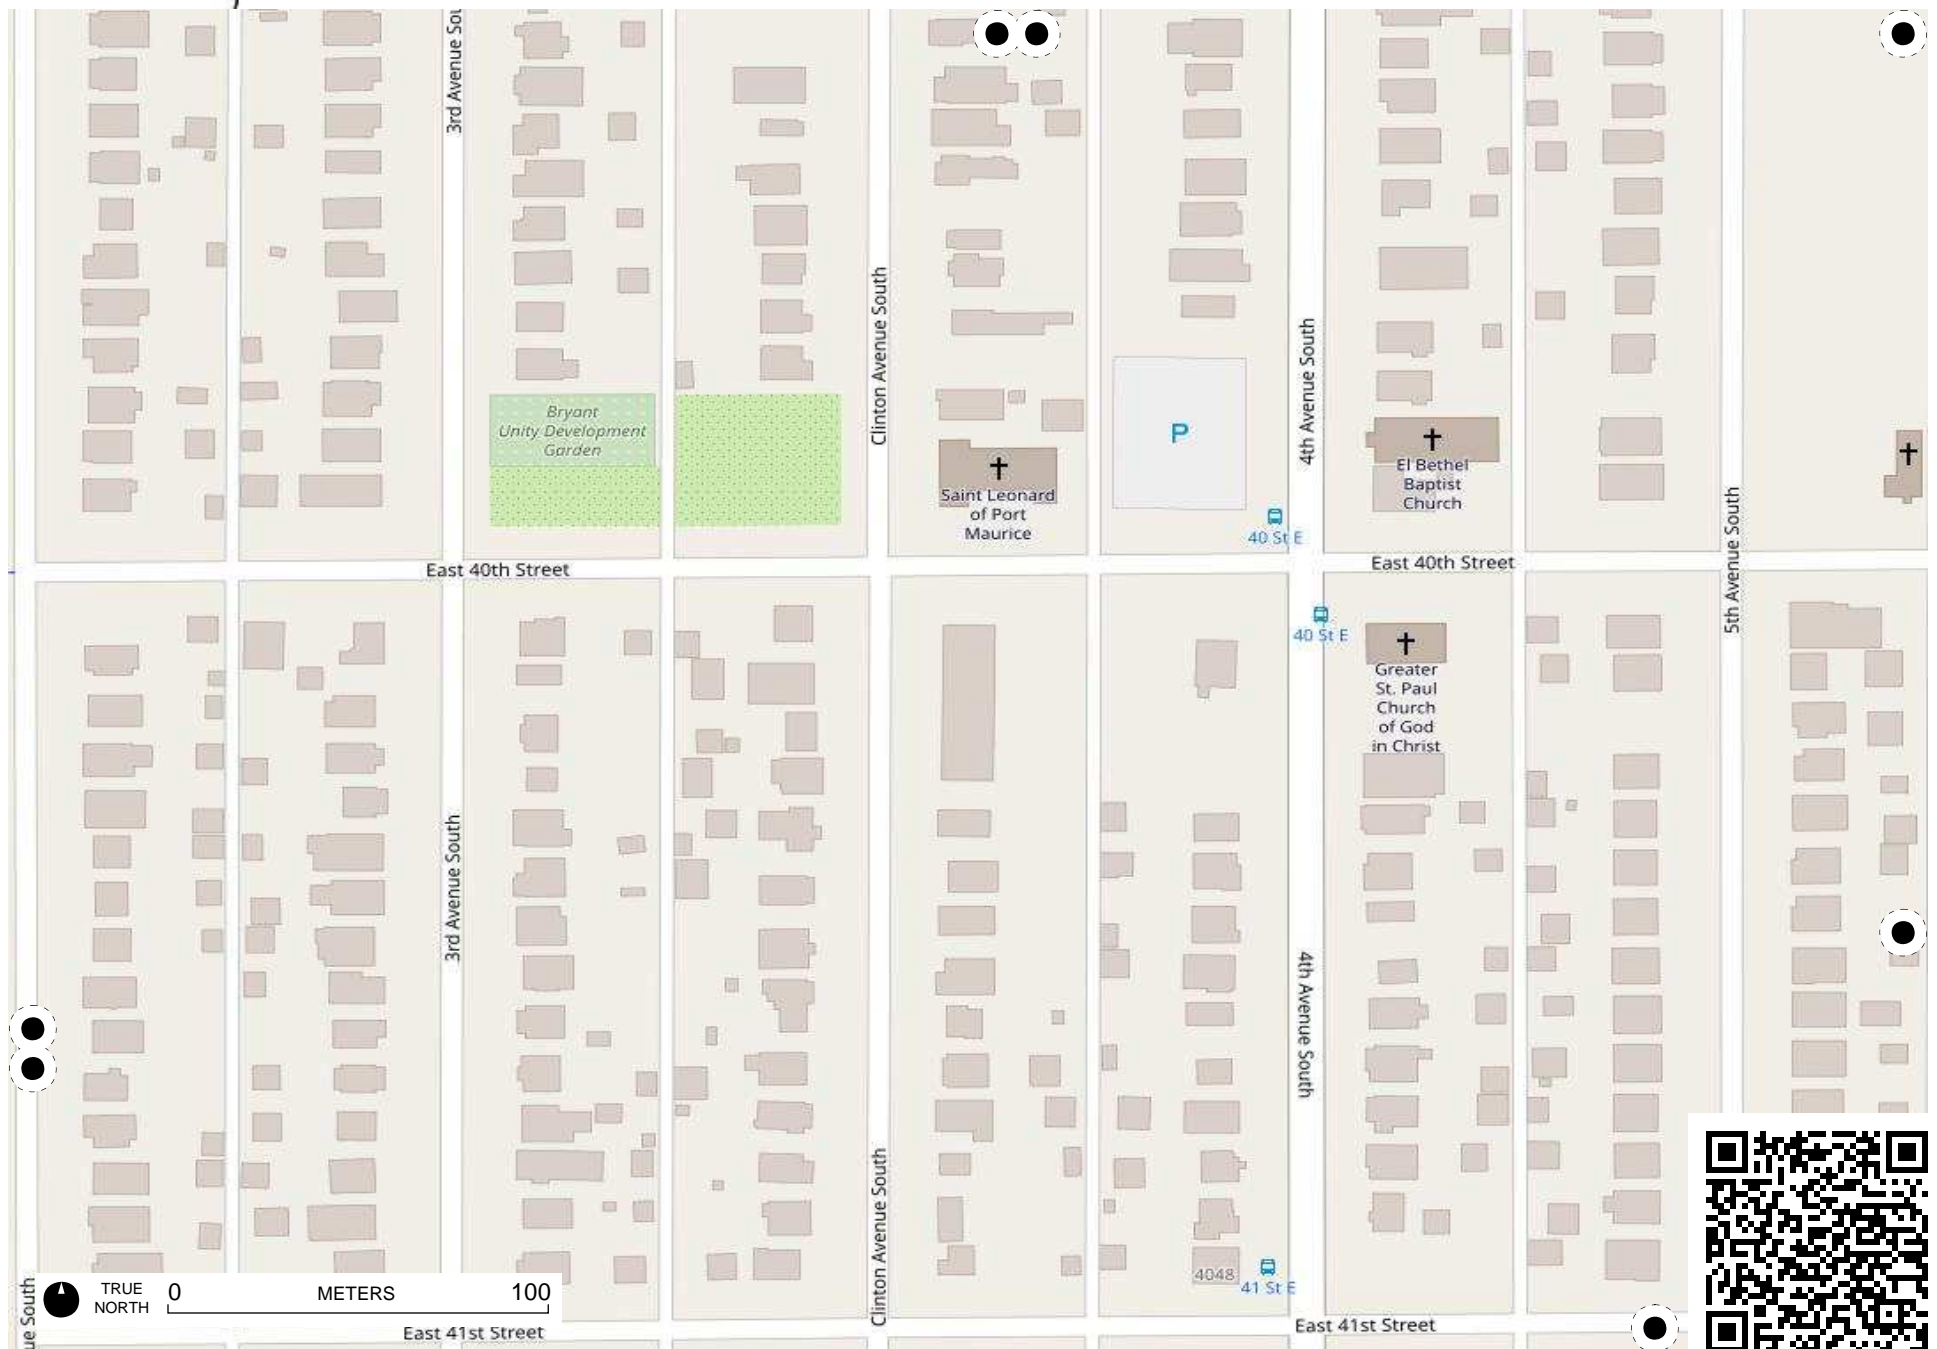 3rd Avenue Sou
Clinton Avenue South
4th Avenue South
5th Avenue South
Bryant
Unity Development
Garden
P
Saint Leonard
of Port
Maurice
El Bethel
Baptist
Church
40 St E
East 40th Street
East 40th Street
40 St E
Greater
St. Paul
Church
of God
in Christ
3rd Avenue South
4th Avenue South
Clinton Avenue South
4048
41 St E
ue South
TRUE
NORTH
0 METERS 100
East 41st Street
East 41st Street